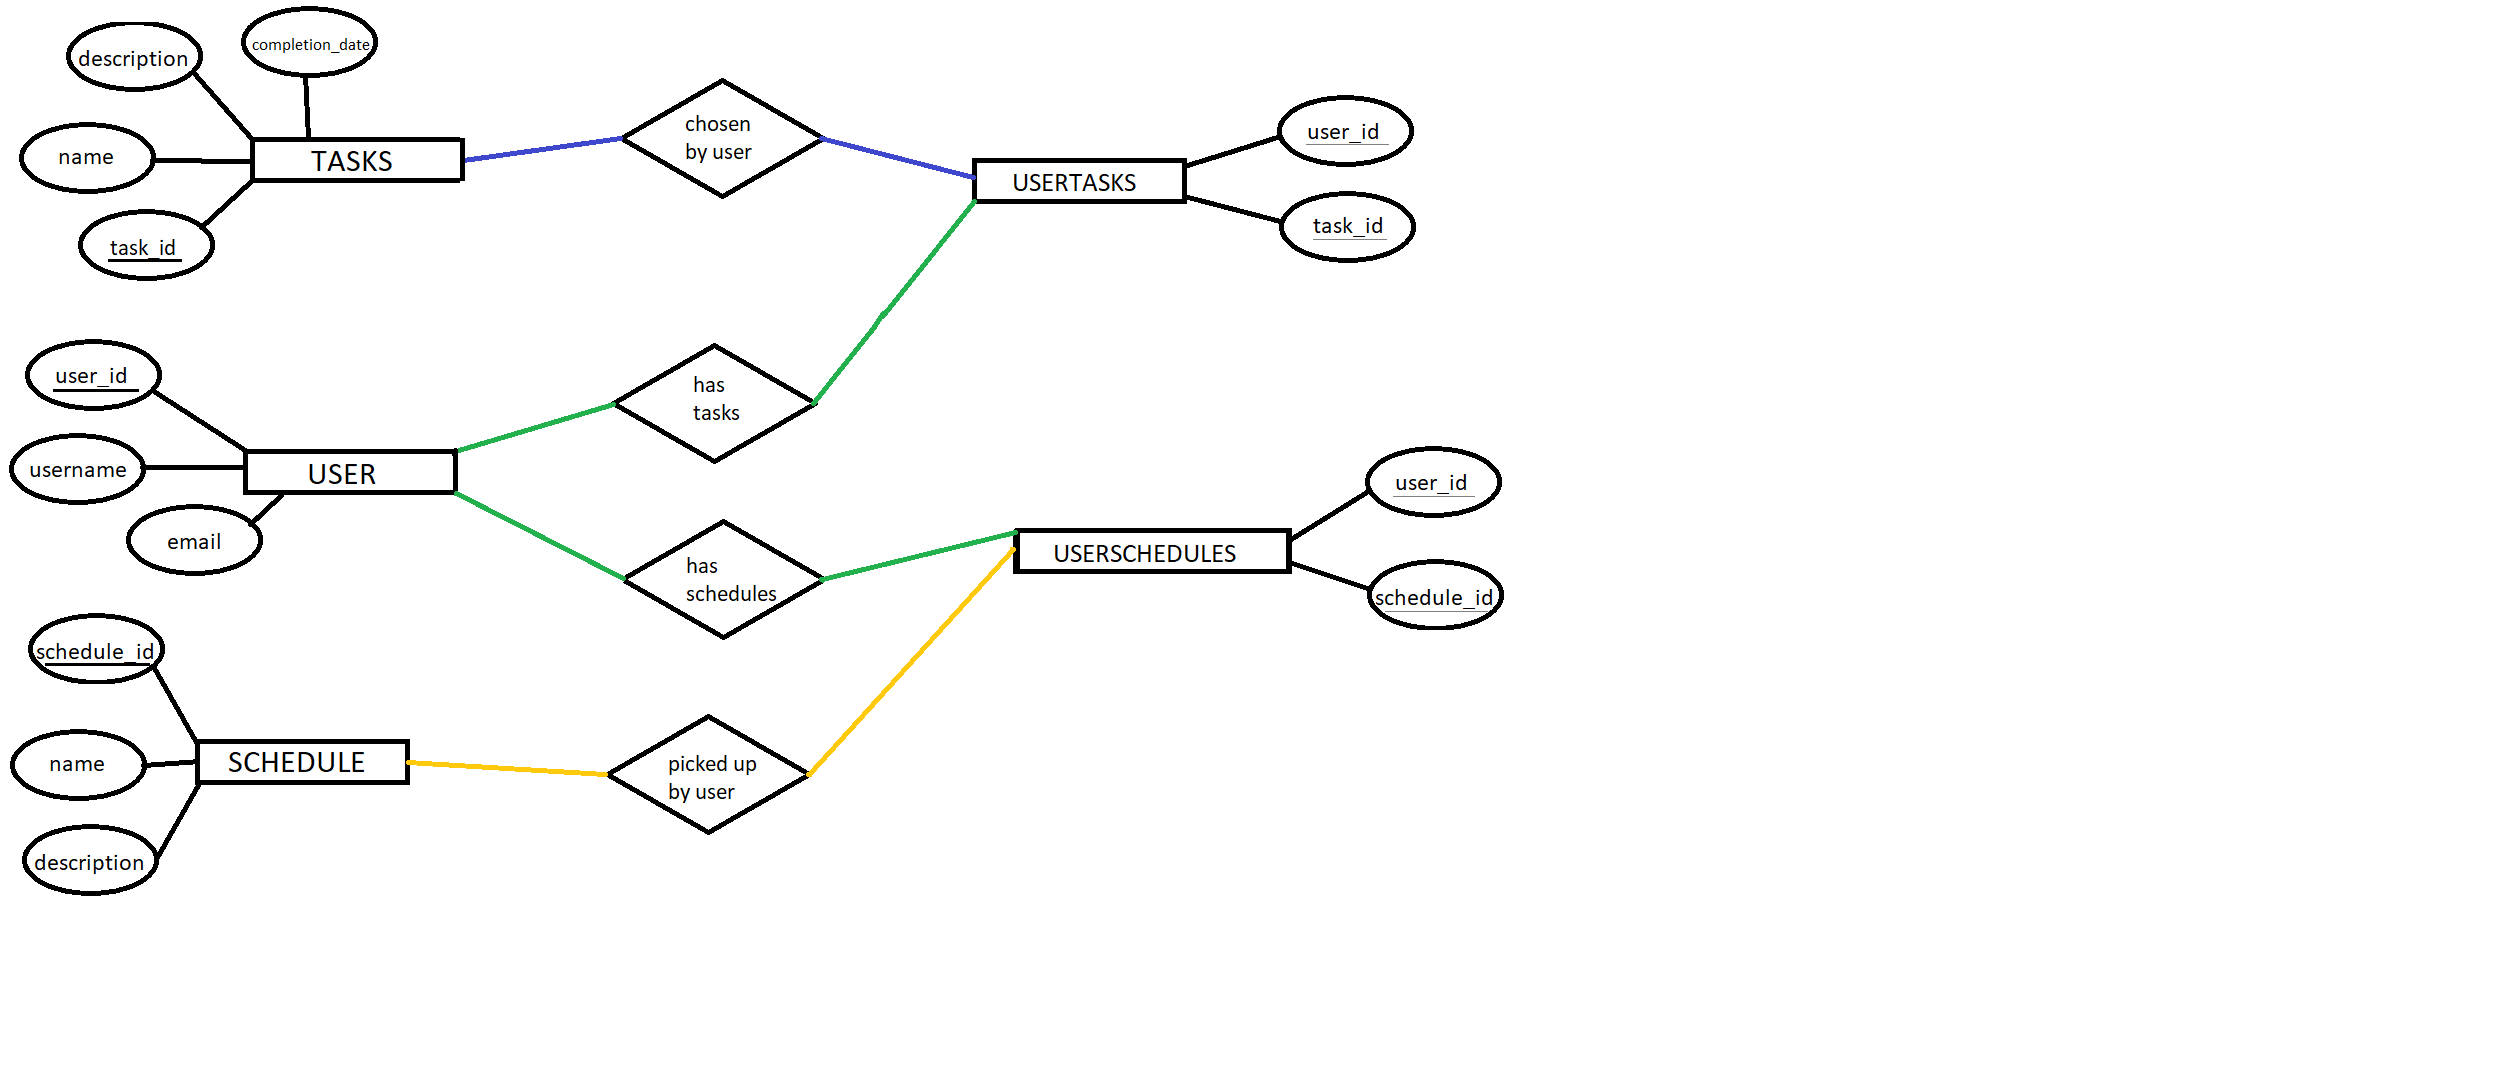 description
completion_date
name
TASKS
task_id
chosen
by user
USERTASKS
user_id
task_id
user_id
username
USER
email
has
tasks
has
schedules
USERSCHEDULES
user_id
schedule_id
schedule_id
name
SCHEDULE
description
picked up
by user